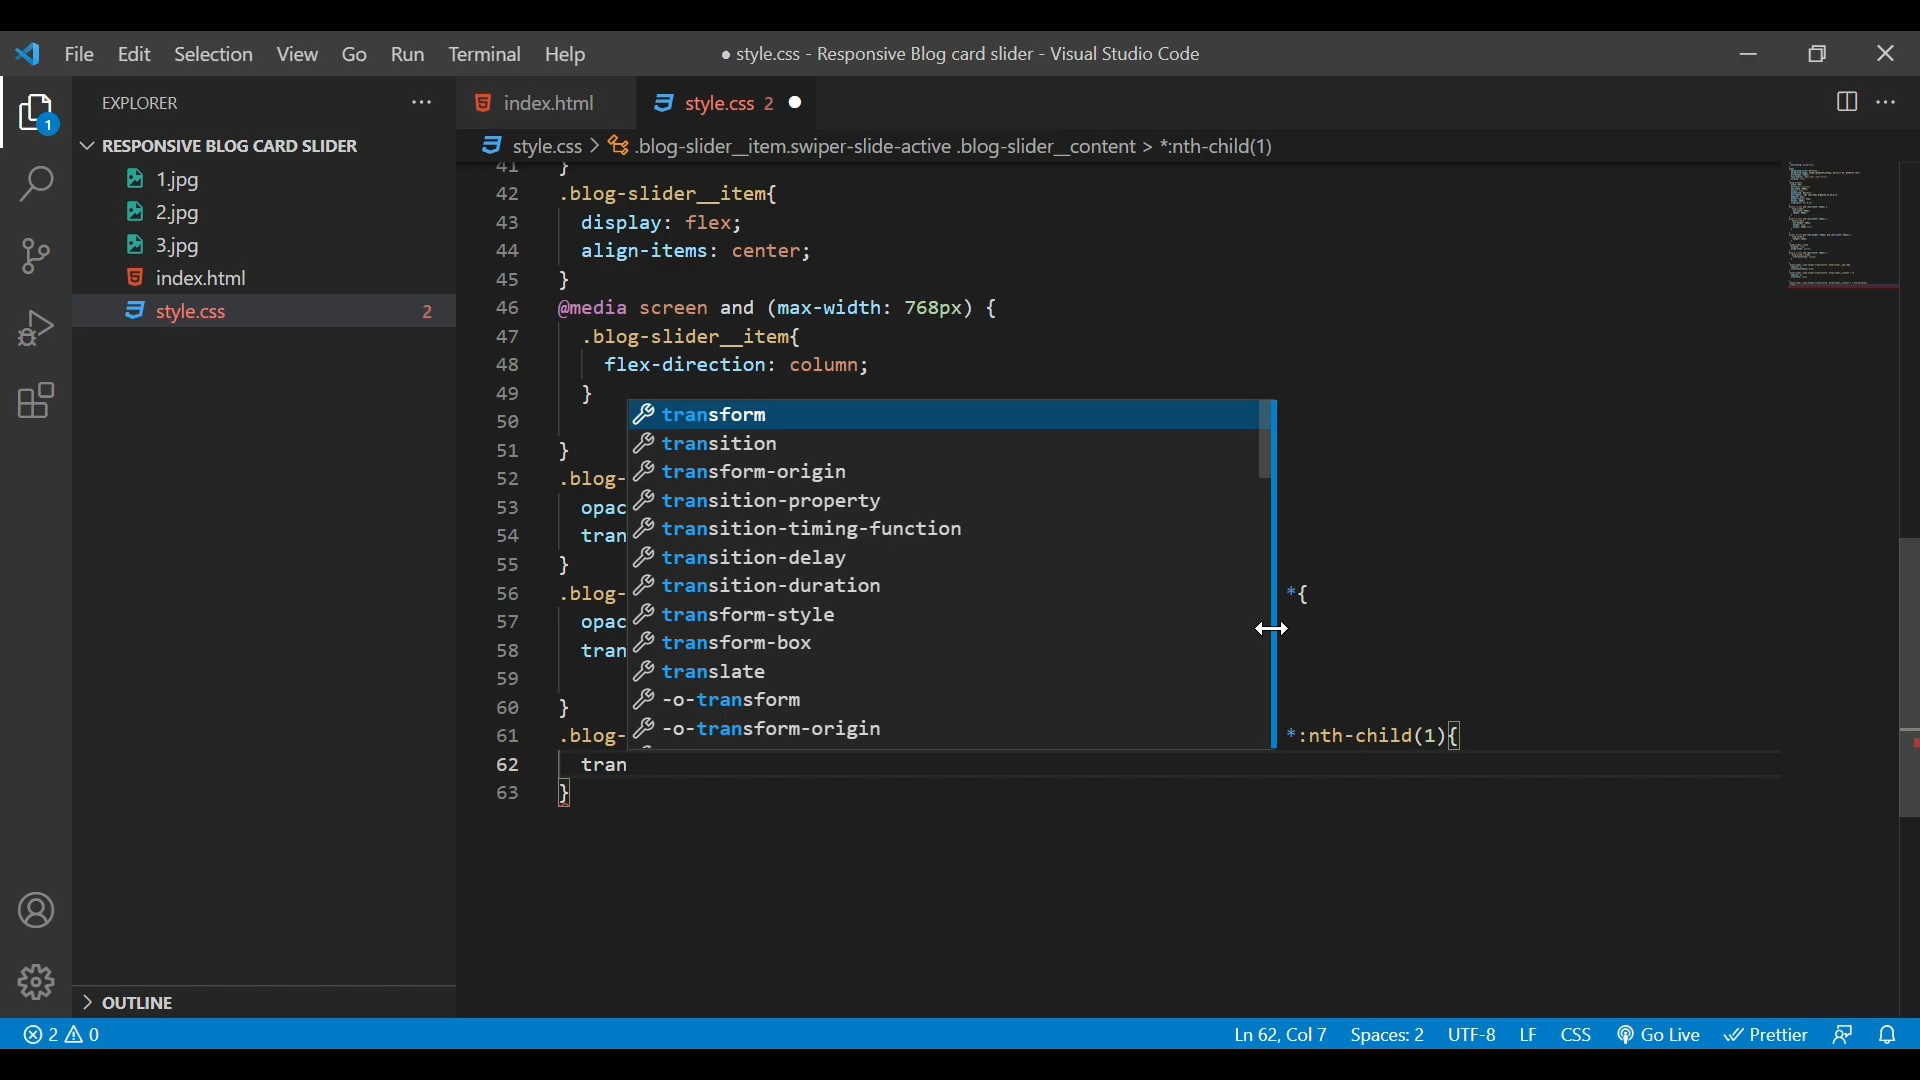 File Edit Selection View Go Run Terminal Help
● style.css - Responsive Blog card slider - Visual Studio Code
EXPLORER
index.html
style.css 2
style.css > .blog-slider__item.swiper-slide-active .blog-slider__content > *:nth-child(1)
1
RESPONSIVE BLOG CARD SLIDER
1.jpg
2.jpg
3.jpg
index.html
style.css 2
OUTLINE
41 }
42 .blog-slider__item{
43 display: flex;
44 align-items: center;
45 }
46 @media screen and (max-width: 768px) {
47 .blog-slider__item{
48 flex-direction: column;
49 }
50
51 }
52 .blog-
53 opac
54 tran
55 }
56 .blog- *{
57 opac
58 tran
59
60 }
61 .blog- *:nth-child(1){
62 tran
63 }
transform
transition
transform-origin
transition-property
transition-timing-function
transition-delay
transition-duration
transform-style
transform-box
translate
-o-transform
-o-transform-origin
2 0
Ln 62, Col 7 Spaces: 2 UTF-8 LF CSS Go Live Prettier